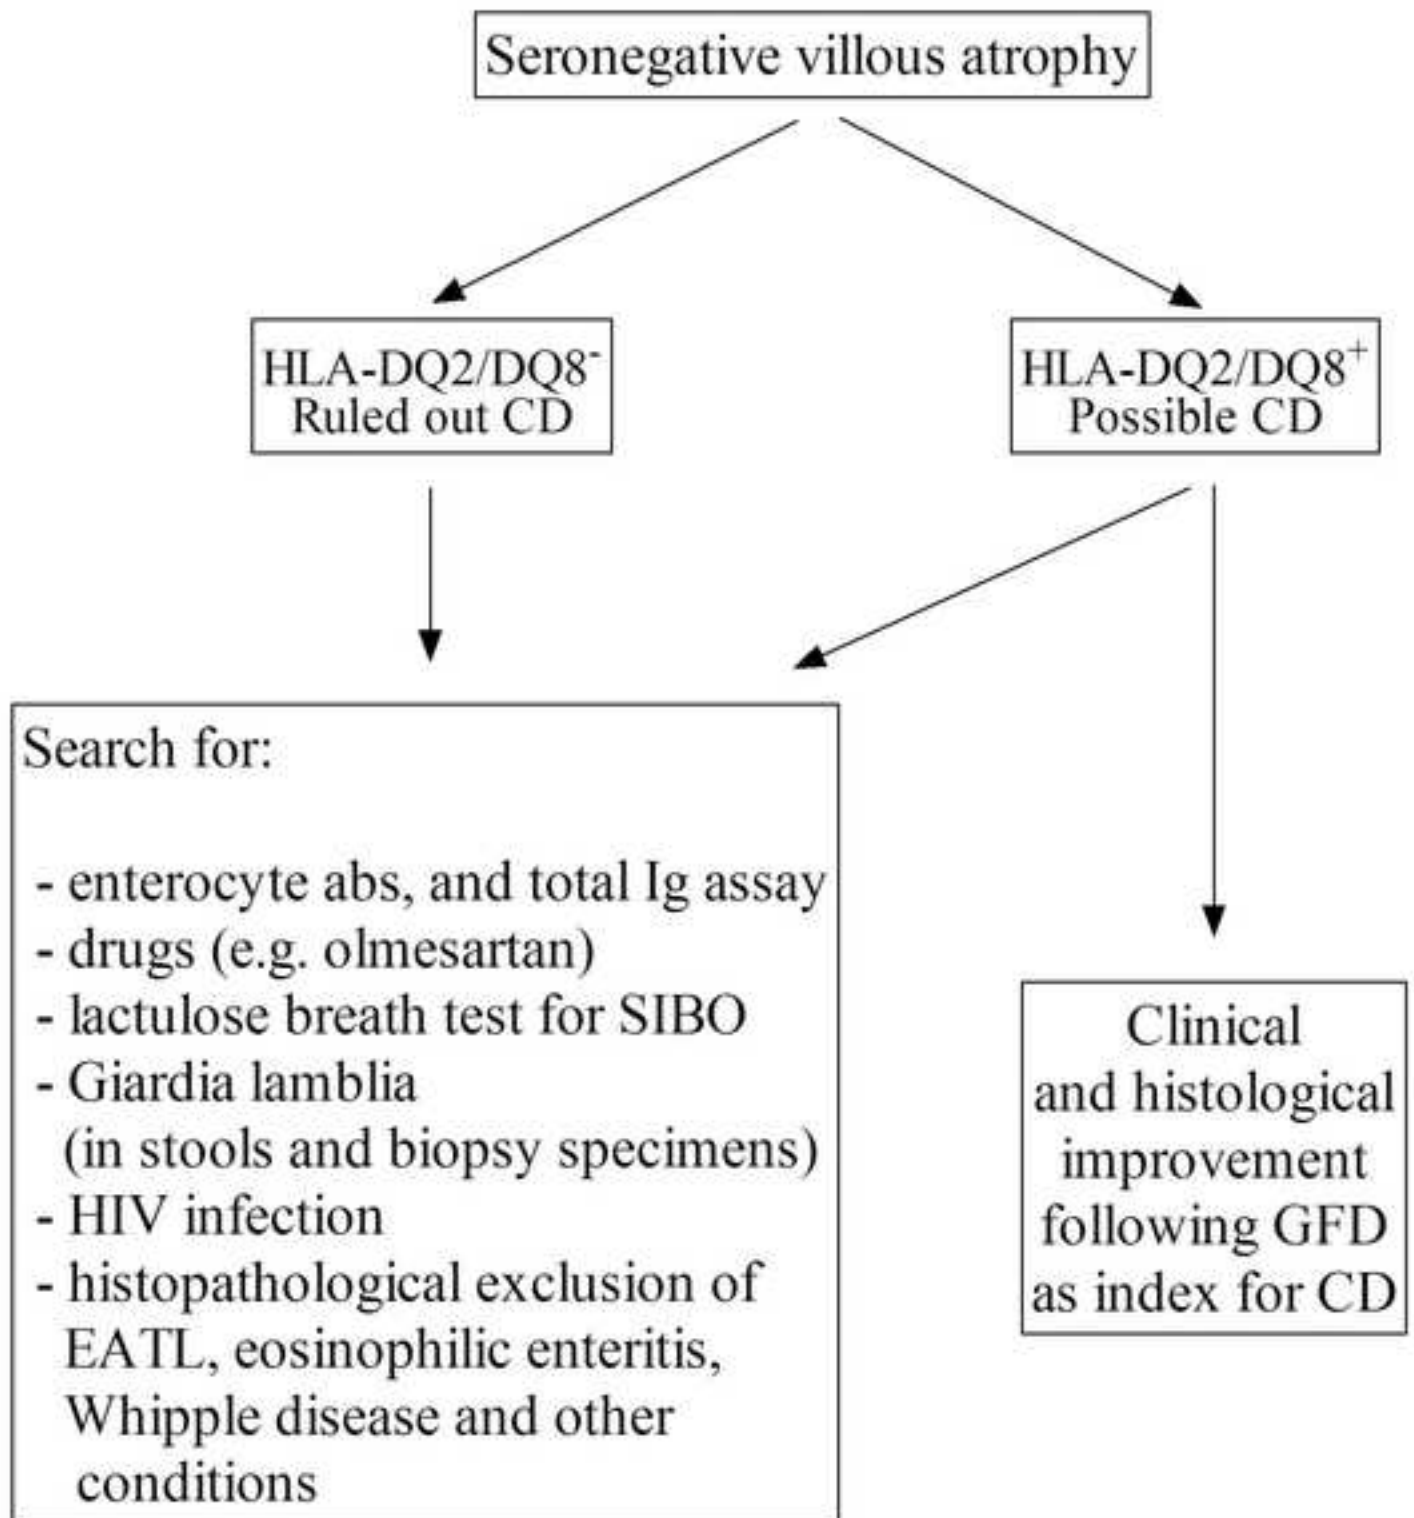 Seronegative villous atrophy
HLA-DQ2/DQ8⁻
Ruled out CD
HLA-DQ2/DQ8⁺
Possible CD
Search for:
- enterocyte abs, and total Ig assay
- drugs (e.g. olmesartan)
- lactulose breath test for SIBO
- Giardia lamblia
(in stools and biopsy specimens)
- HIV infection
- histopathological exclusion of
EATL, eosinophilic enteritis,
Whipple disease and other
conditions
Clinical
and histological
improvement
following GFD
as index for CD